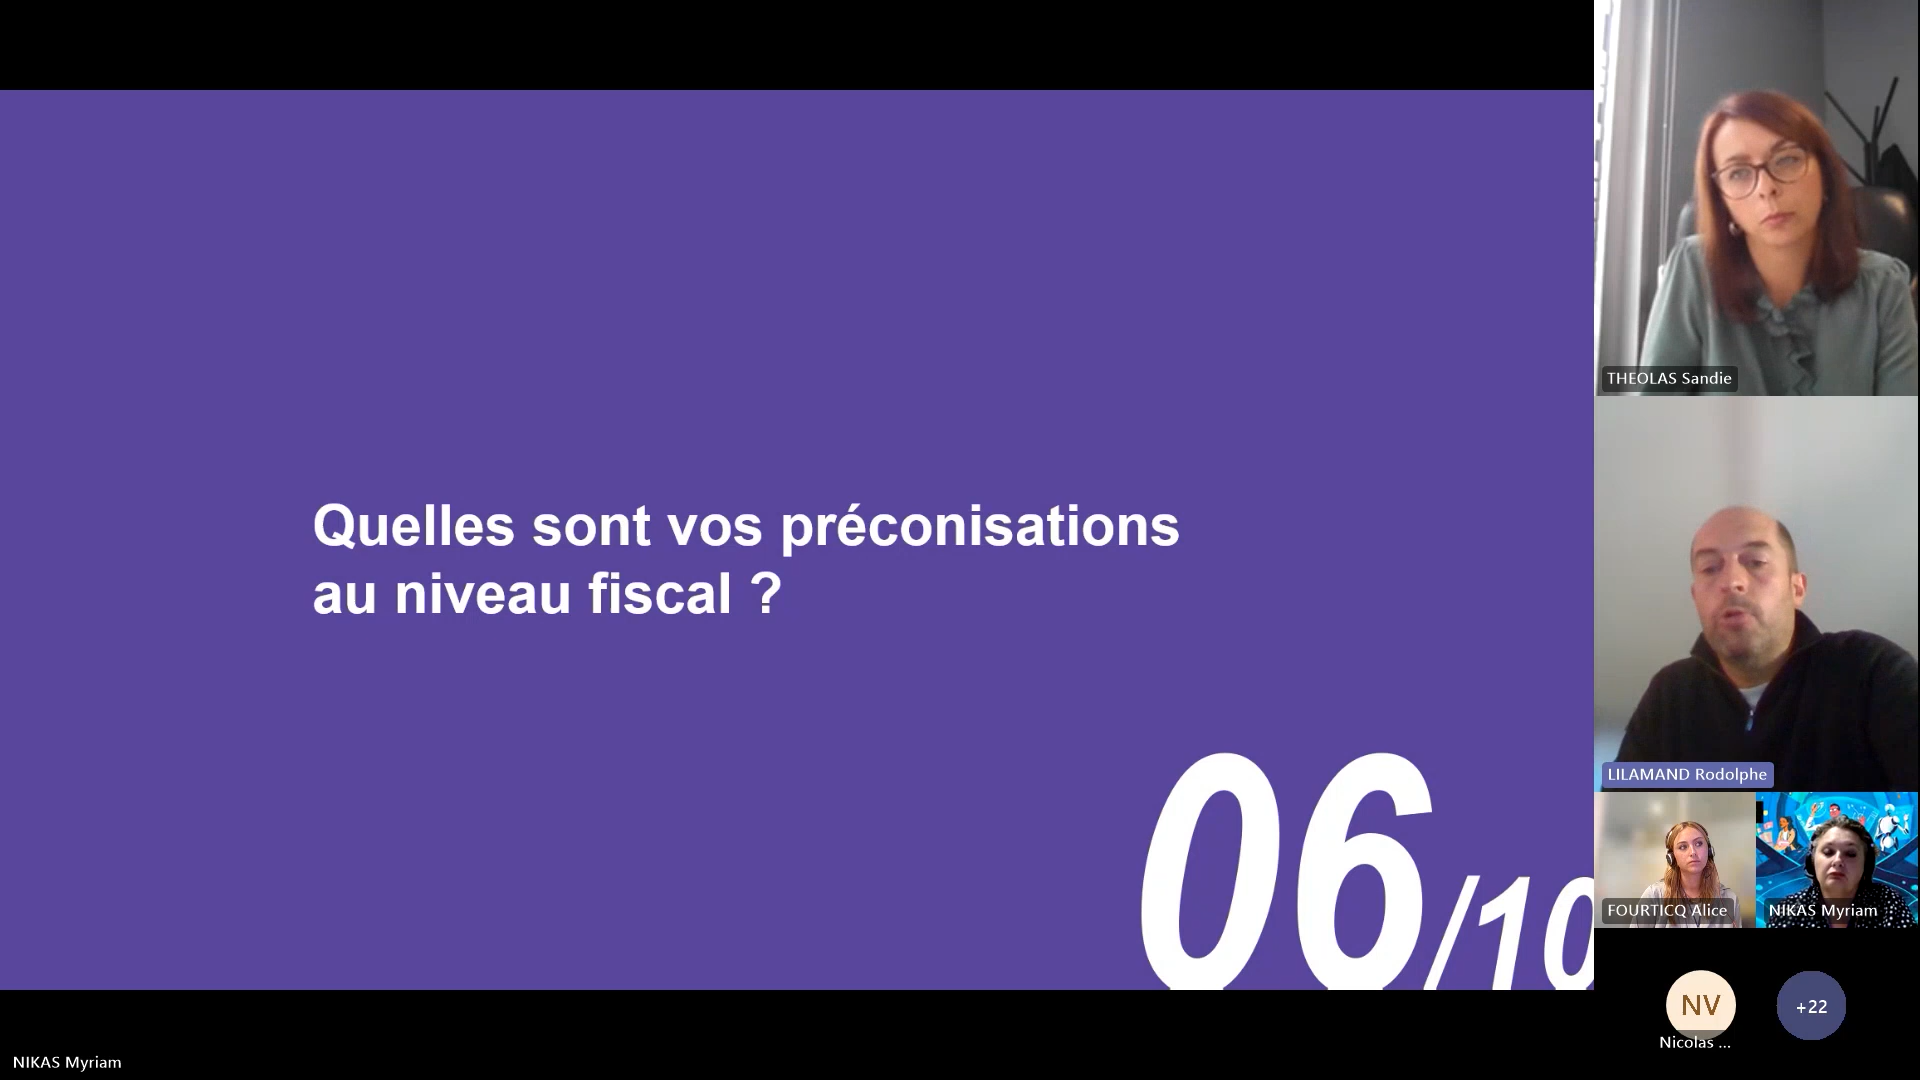 Quelles sont vos préconisations
au niveau fiscal ?
06/10
THEOLAS Sandie
LILAMAND Rodolphe
FOURTICQ Alice
NIKAS Myriam
NV
+22
Nicolas ...
NIKAS Myriam